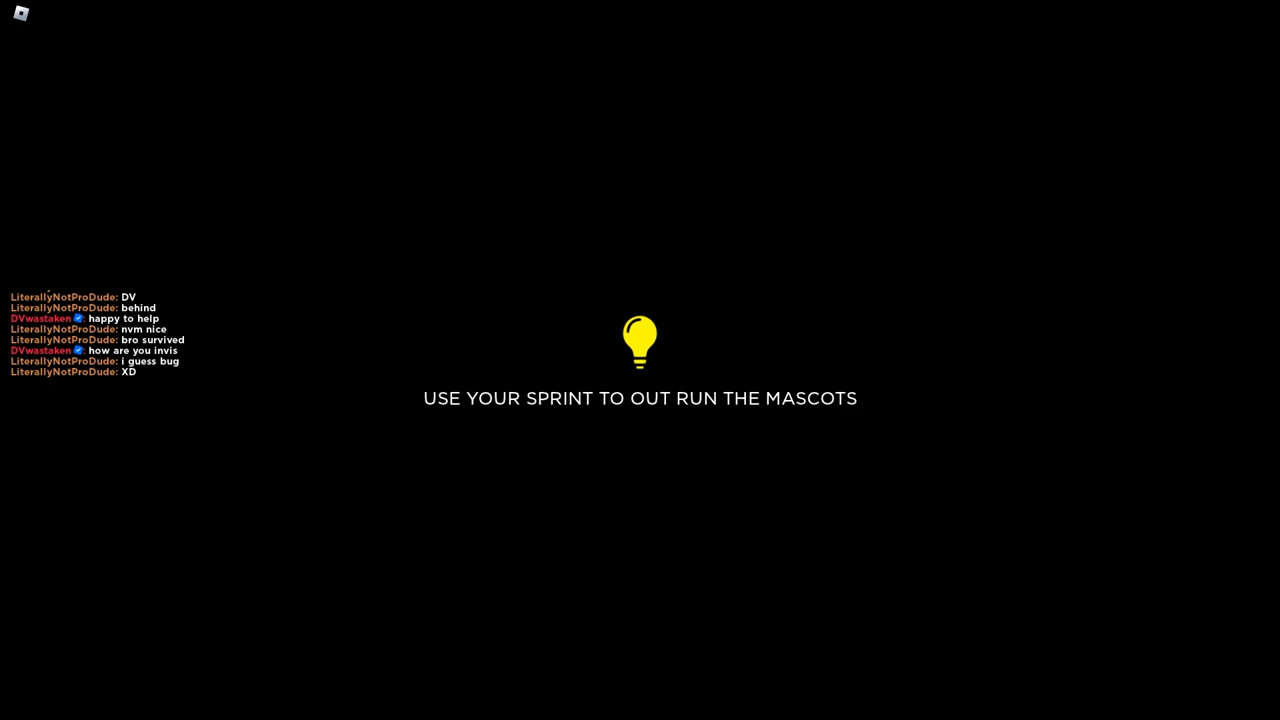 LiterallyNotProDude: DV
LiterallyNotProDude: behind
DVwastaken: happy to help
LiterallyNotProDude: nvm nice
LiterallyNotProDude: bro survived
DVwastaken: how are you invis
LiterallyNotProDude: i guess bug
LiterallyNotProDude: XD
USE YOUR SPRINT TO OUT RUN THE MASCOTS